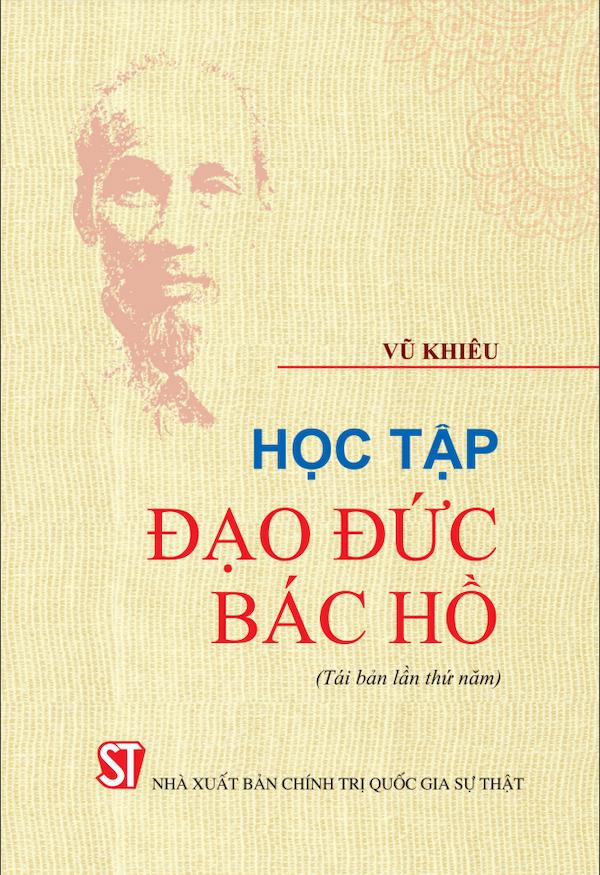 VŨ KHIÊU
HỌC TẬP
ĐẠO ĐỨC
BÁC HỒ
(Tái bản lần thứ năm)
ST
NHÀ XUẤT BẢN CHÍNH TRỊ QUỐC GIA SỰ THẬT